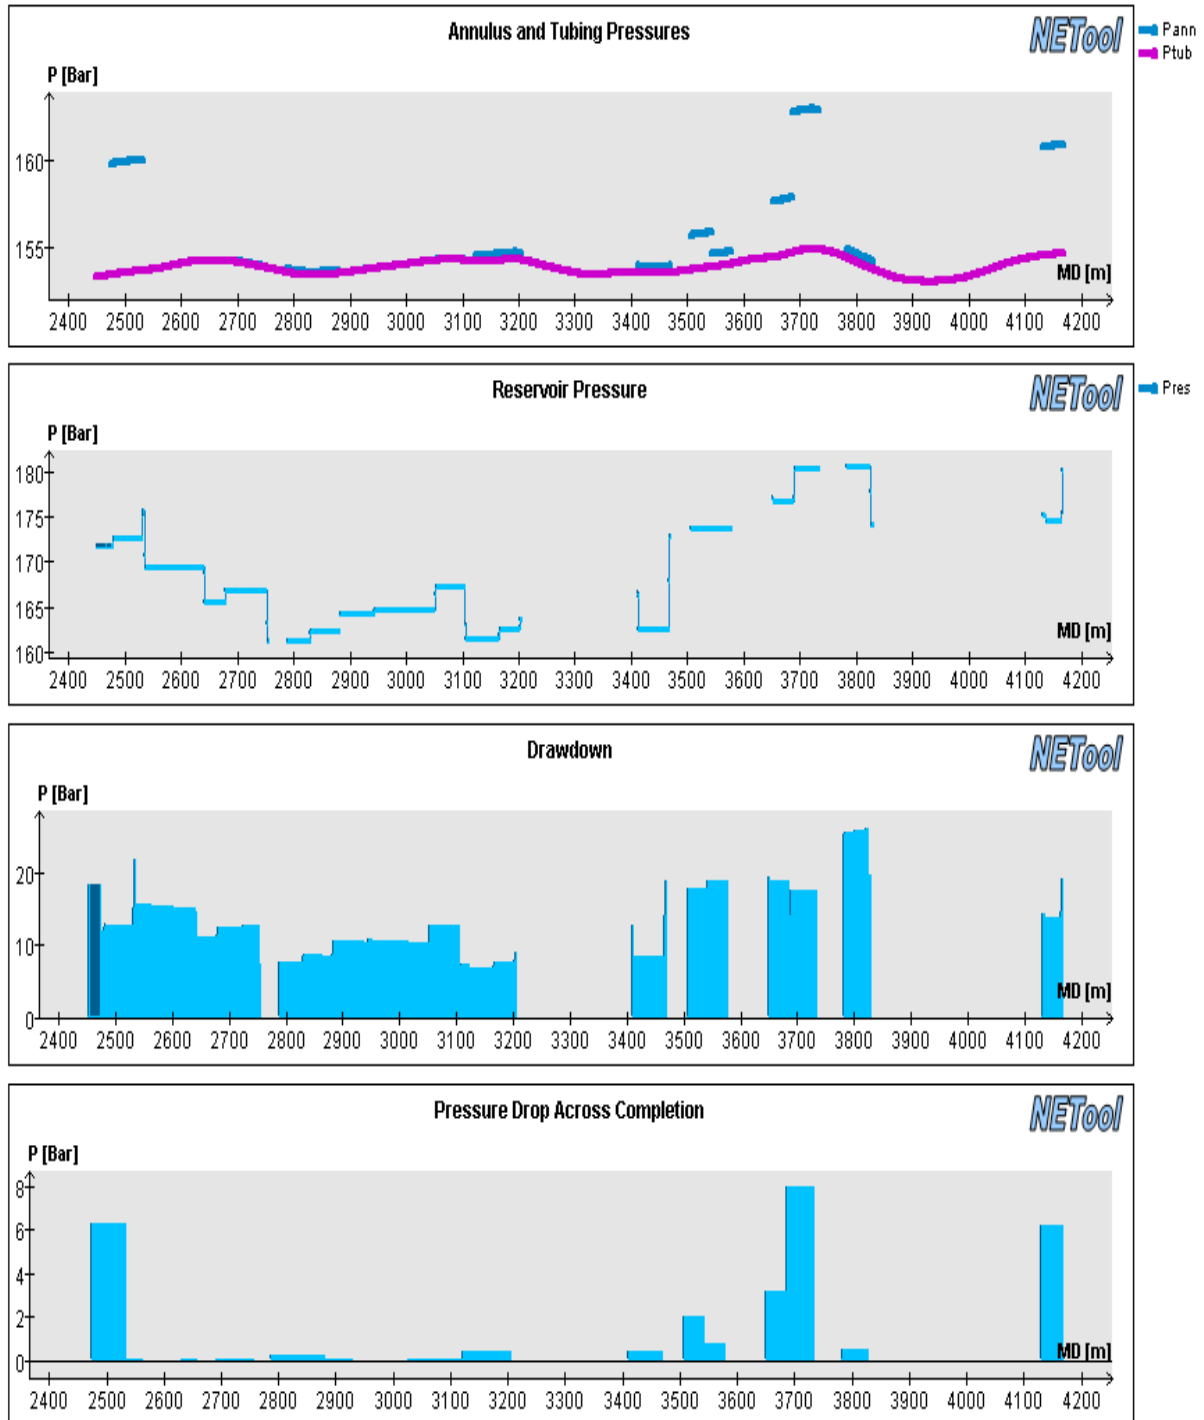 Annulus and Tubing Pressures
NETool
Pann
Ptub
P [Bar]
160
155
MD [m]
2400 2500 2600 2700 2800 2900 3000 3100 3200 3300 3400 3500 3600 3700 3800 3900 4000 4100 4200
Reservoir Pressure
NETool
Pres
P [Bar]
180
175
170
165
160
MD [m]
2400 2500 2600 2700 2800 2900 3000 3100 3200 3300 3400 3500 3600 3700 3800 3900 4000 4100 4200
Drawdown
NETool
P [Bar]
20
10
0
MD [m]
2400 2500 2600 2700 2800 2900 3000 3100 3200 3300 3400 3500 3600 3700 3800 3900 4000 4100 4200
Pressure Drop Across Completion
NETool
P [Bar]
8
6
4
2
0
MD [m]
2400 2500 2600 2700 2800 2900 3000 3100 3200 3300 3400 3500 3600 3700 3800 3900 4000 4100 4200